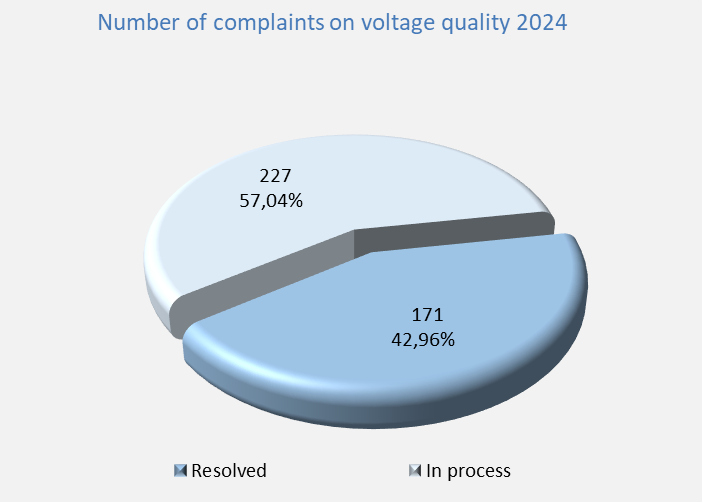 Number of complaints on voltage quality 2024
227
57,04%
171
42,96%
Resolved
In process